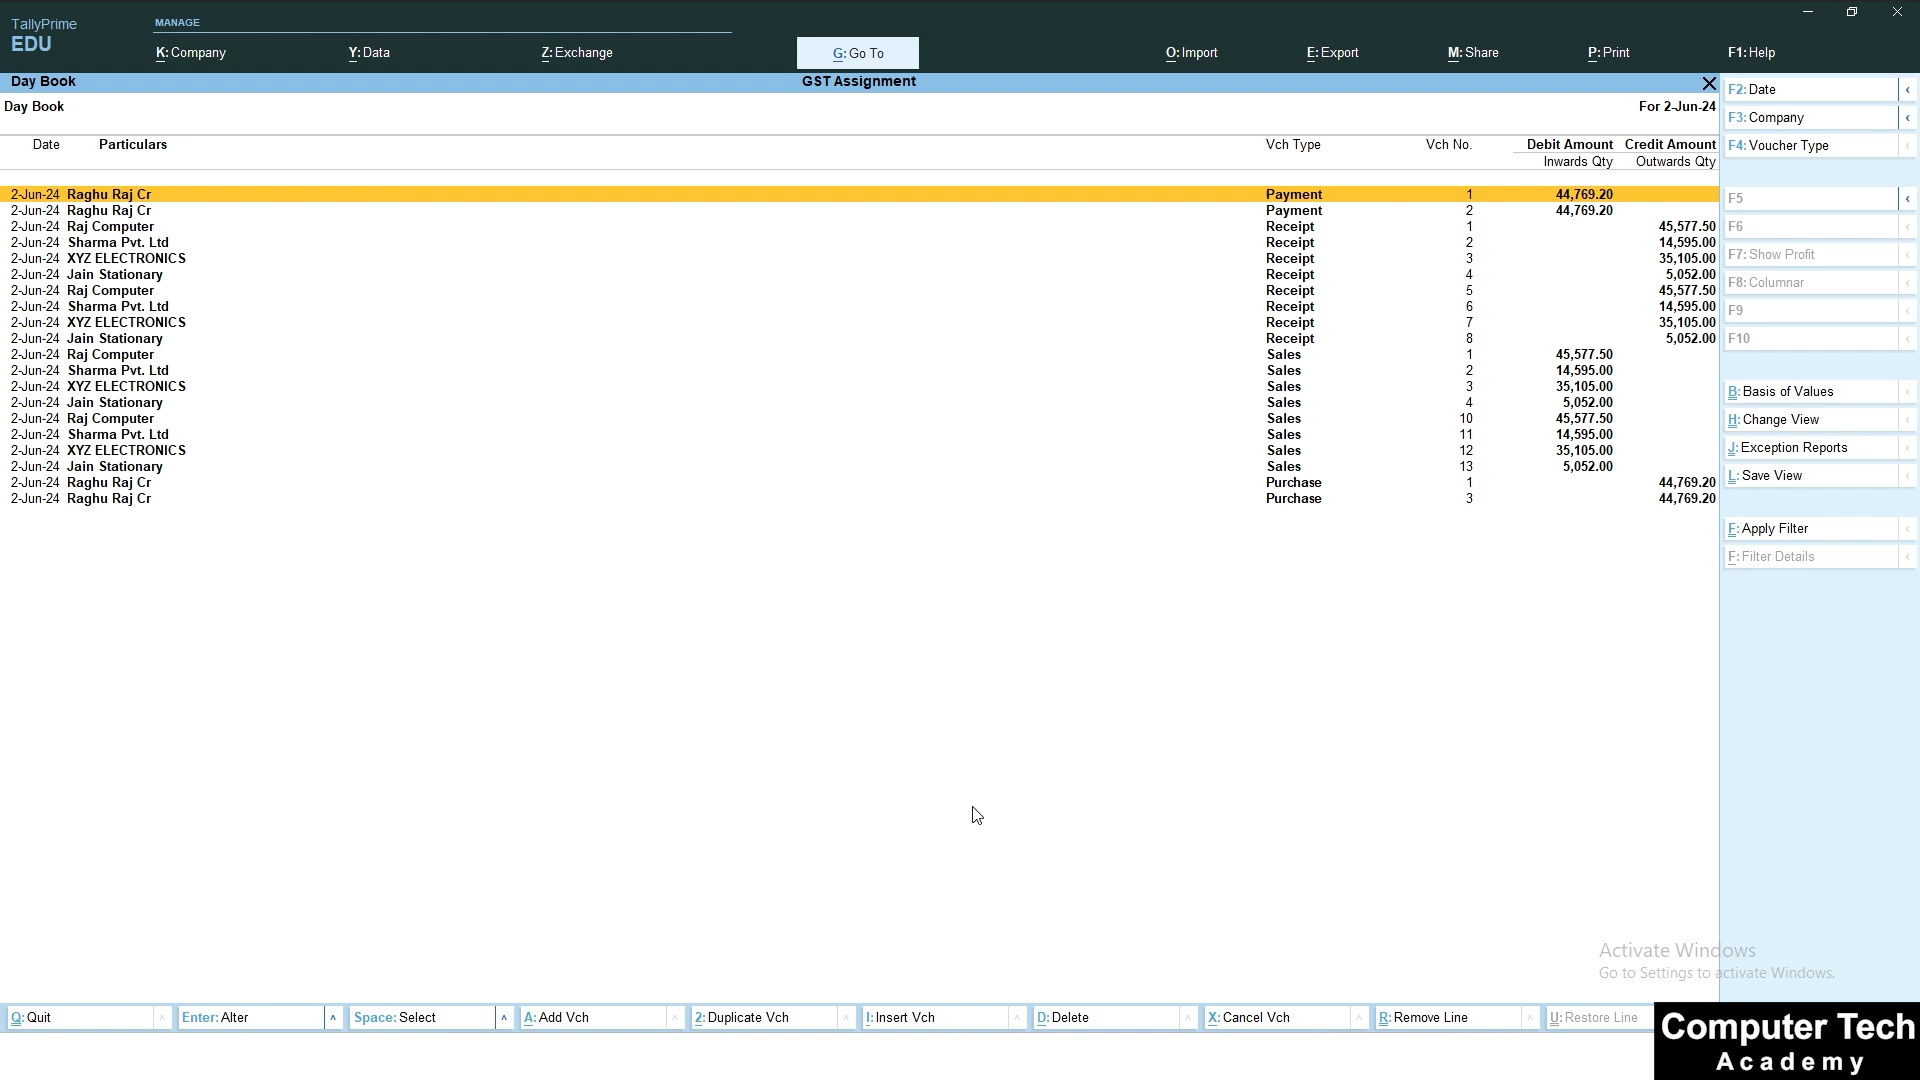 TallyPrime
EDU
MANAGE
K: Company Y: Data Z: Exchange G: Go To O: Import E: Export M: Share P: Print F1: Help
Day Book GST Assignment
Day Book For 2-Jun-24
Date Particulars Vch Type Vch No. Debit Amount Credit Amount
Inwards Qty Outwards Qty
2-Jun-24 Raghu Raj Cr Payment 1 44,769.20
2-Jun-24 Raghu Raj Cr Payment 2 44,769.20
2-Jun-24 Raj Computer Receipt 1 45,577.50
2-Jun-24 Sharma Pvt. Ltd Receipt 2 14,595.00
2-Jun-24 XYZ ELECTRONICS Receipt 3 35,105.00
2-Jun-24 Jain Stationary Receipt 4 5,052.00
2-Jun-24 Raj Computer Receipt 5 45,577.50
2-Jun-24 Sharma Pvt. Ltd Receipt 6 14,595.00
2-Jun-24 XYZ ELECTRONICS Receipt 7 35,105.00
2-Jun-24 Jain Stationary Receipt 8 5,052.00
2-Jun-24 Raj Computer Sales 1 45,577.50
2-Jun-24 Sharma Pvt. Ltd Sales 2 14,595.00
2-Jun-24 XYZ ELECTRONICS Sales 3 35,105.00
2-Jun-24 Jain Stationary Sales 4 5,052.00
2-Jun-24 Raj Computer Sales 10 45,577.50
2-Jun-24 Sharma Pvt. Ltd Sales 11 14,595.00
2-Jun-24 XYZ ELECTRONICS Sales 12 35,105.00
2-Jun-24 Jain Stationary Sales 13 5,052.00
2-Jun-24 Raghu Raj Cr Purchase 1 44,769.20
2-Jun-24 Raghu Raj Cr Purchase 3 44,769.20
F2: Date
F3: Company
F4: Voucher Type
F5
F6
F7: Show Profit
F8: Columnar
F9
F10
B: Basis of Values
H: Change View
J: Exception Reports
L: Save View
F: Apply Filter
F: Filter Details
Activate Windows
Go to Settings to activate Windows.
Q: Quit Enter: Alter Space: Select A: Add Vch 2: Duplicate Vch I: Insert Vch D: Delete X: Cancel Vch R: Remove Line U: Restore Line
Computer Tech
Academy